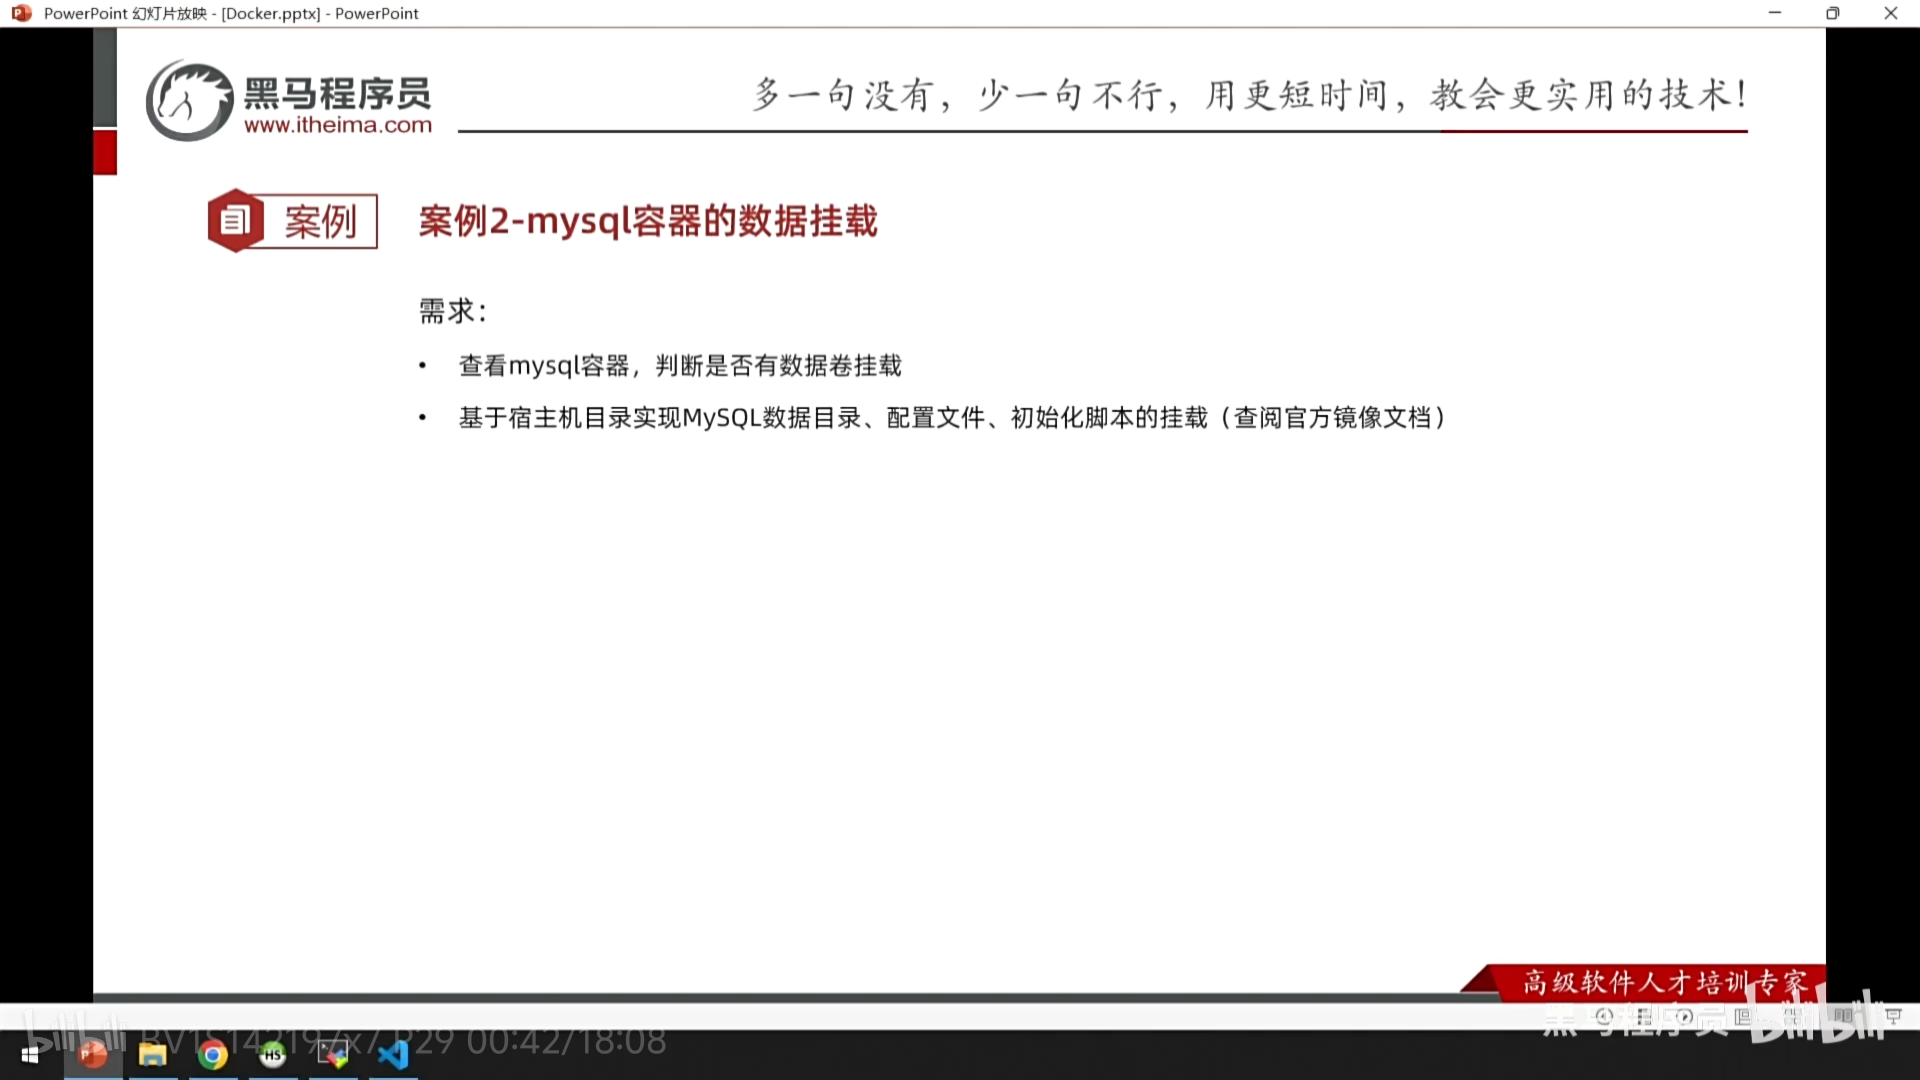 PowerPoint 幻灯片放映 - [Docker.pptx] - PowerPoint
黑马程序员
www.itheima.com
多一句没有，少一句不行，用更短时间，教会更实用的技术！
案例
案例2-mysql容器的数据挂载
需求：
• 查看mysql容器，判断是否有数据卷挂载
• 基于宿主机目录实现MySQL数据目录、配置文件、初始化脚本的挂载（查阅官方镜像文档）
高级软件人才培训专家
黑马程序员 bilibili
bilibili P29 00:42/18:08
HS